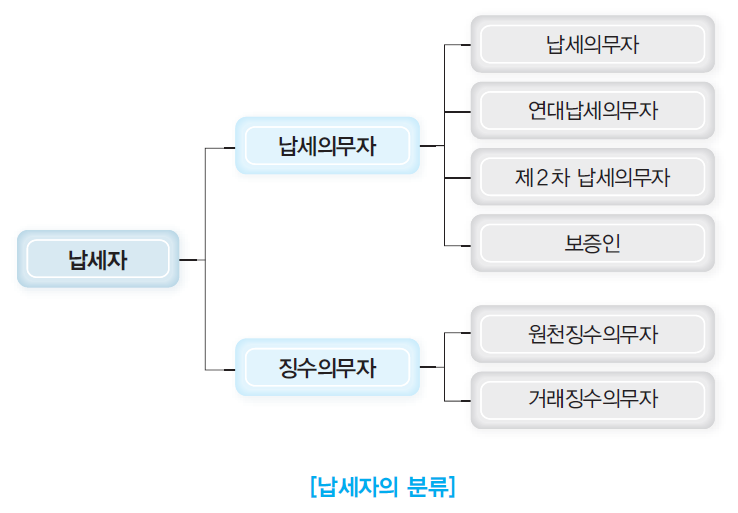 납세자
납세의무자
납세의무자
연대납세의무자
제2차 납세의무자
보증인
징수의무자
원천징수의무자
거래징수의무자
[납세자의 분류]